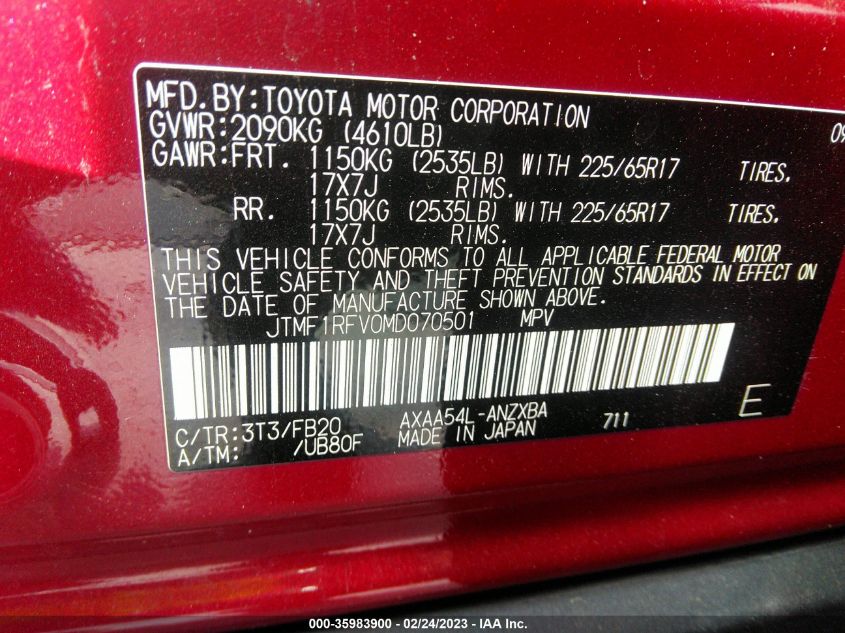 MFD.BY:TOYOTA MOTOR CORPORATION 09
GVWR:2090KG (4610LB)
GAWR:FRT. 1150KG (2535LB) WITH 225/65R17 TIRES.
17X7J RIMS.
RR. 1150KG (2535LB) WITH 225/65R17 TIRES.
17X7J RIMS.
THIS VEHICLE CONFORMS TO ALL APPLICABLE FEDERAL MOTOR
VEHICLE SAFETY AND THEFT PREVENTION STANDARDS IN EFFECT ON
THE DATE OF MANUFACTURE SHOWN ABOVE.
JTMF1RFV0MD070501 MPV
C/TR:3T3/FB20 AXAA54L-ANZXBA 711 E
A/TM: /UB80F MADE IN JAPAN
000-35983900 - 02/24/2023 - IAA Inc.